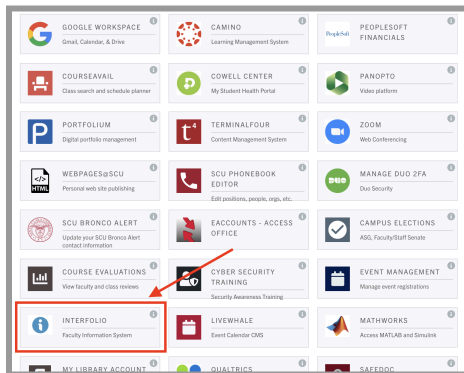 GOOGLE WORKSPACE
Gmail, Calendar, & Drive
CAMINO
Learning Management System
PeopleSoft
PEOPLESOFT
FINANCIALS
COURSEAVAIL
Class search and schedule planner
COWELL CENTER
My Student Health Portal
PANOPTO
Video platform
P
PORTFOLIUM
Digital portfolio management
t4
TERMINALFOUR
Content Management System
ZOOM
Web Conferencing
</>
HTML
WEBPAGES@SCU
Personal web site publishing
SCU PHONEBOOK
EDITOR
Edit positions, people, orgs, etc.
DUO
MANAGE DUO 2FA
Duo Security
SCU BRONCO ALERT
Update your SCU Bronco Alert
contact information
EACCOUNTS - ACCESS
OFFICE
CAMPUS ELECTIONS
ASG, Faculty/Staff Senate
COURSE EVALUATIONS
View faculty and class reviews
CYBER SECURITY
TRAINING
Security Awareness Training
EVENT MANAGEMENT
Manage event registrations
i
INTERFOLIO
Faculty Information System
LIVEWHALE
Event Calendar CMS
MATHWORKS
Access MATLAB and Simulink
MY LIBRARY ACCOUNT
QUALTRICS
SAFEDOC